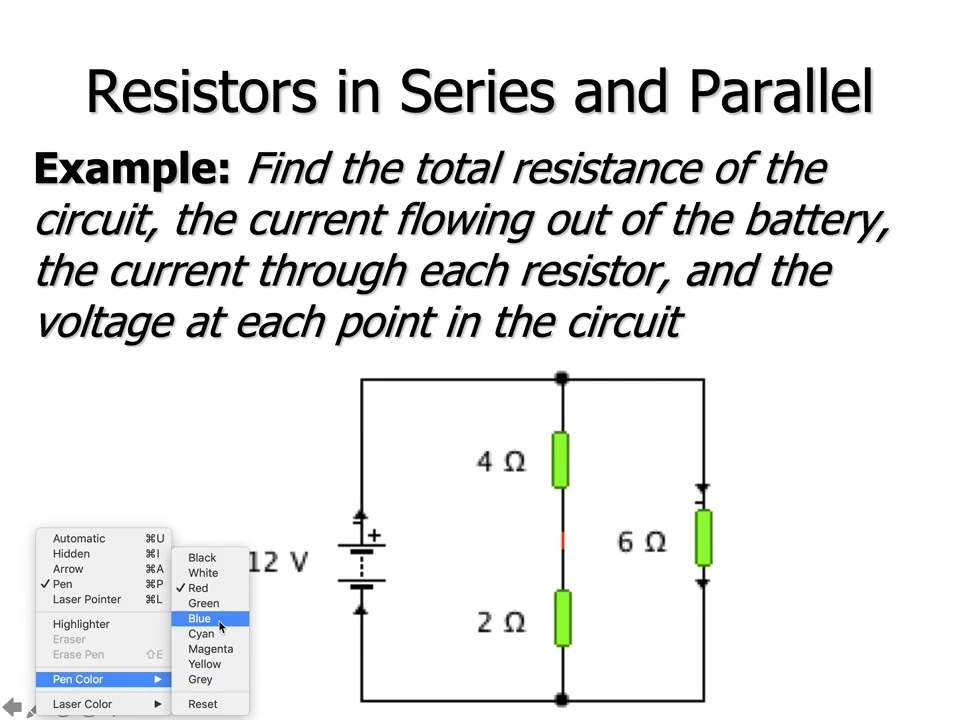 Resistors in Series and Parallel
Example: Find the total resistance of the
circuit, the current flowing out of the battery,
the current through each resistor, and the
voltage at each point in the circuit
4 Ω
+
12 V
6 Ω
2 Ω
Automatic ⌘U
Hidden ⌘I
Arrow ⌘A
✓ Pen ⌘P
Laser Pointer ⌘L
Highlighter
Eraser
Erase Pen ⇧E
Pen Color ▶
Laser Color ▶
Black
White
✓ Red
Green
Blue
Cyan
Magenta
Yellow
Grey
Reset